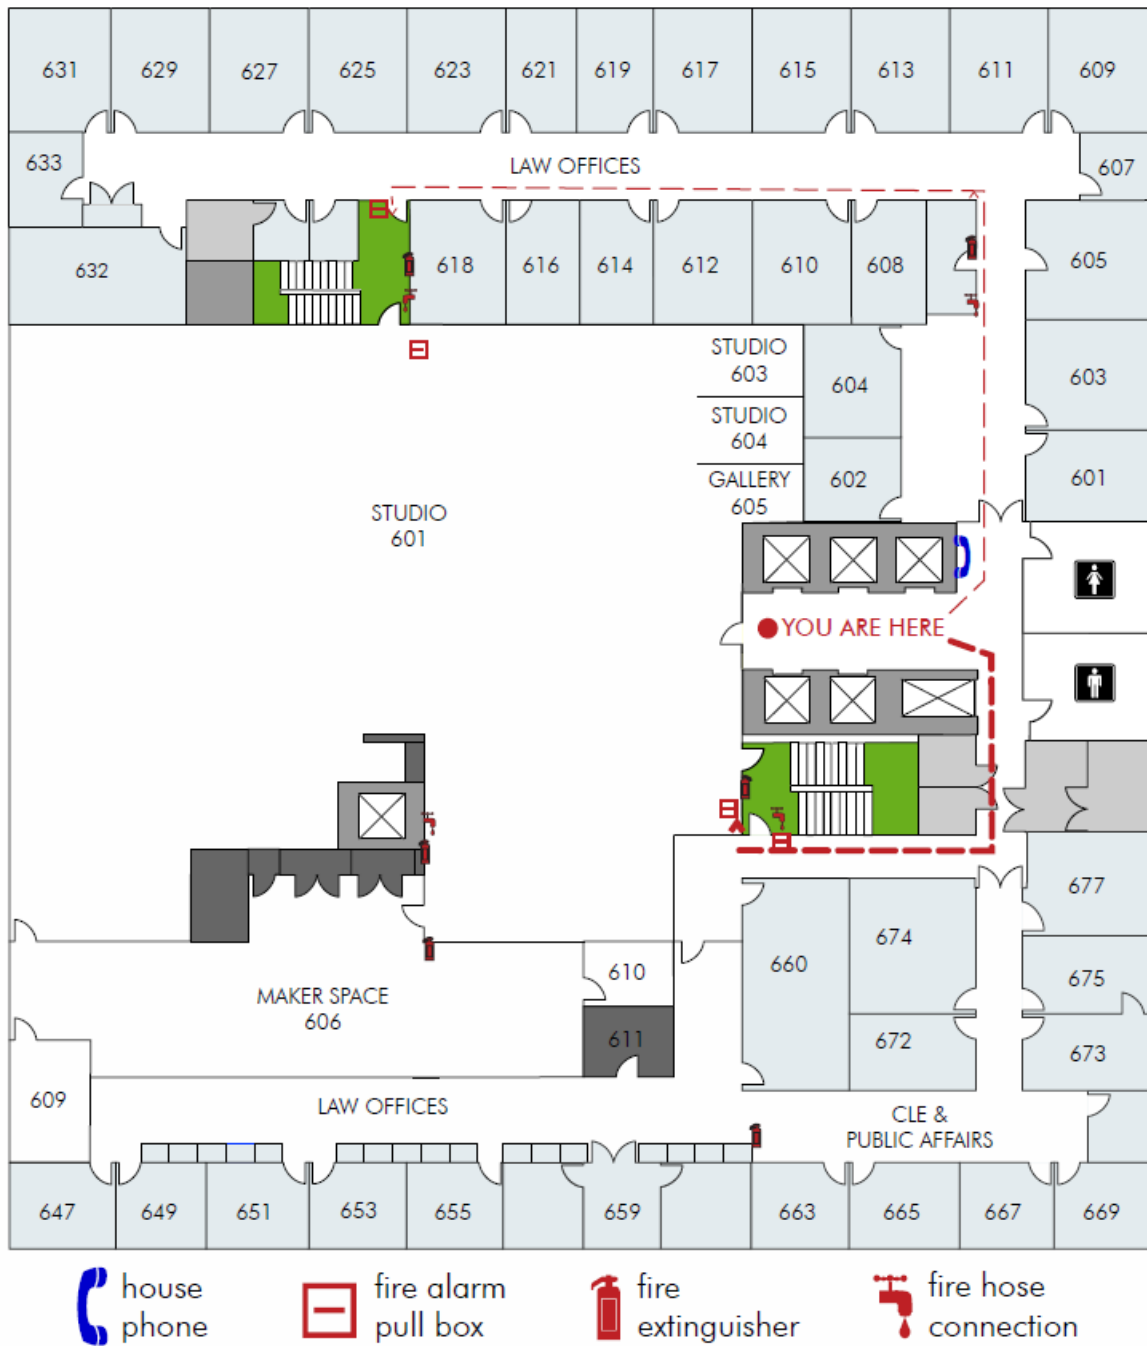 631
629
627
625
623
621
619
617
615
613
611
609
633
LAW OFFICES
607
632
618
616
614
612
610
608
605
STUDIO
603
604
603
STUDIO
604
602
601
GALLERY
605
STUDIO
601
YOU ARE HERE
677
674
660
675
610
MAKER SPACE
606
611
672
673
609
LAW OFFICES
CLE &
PUBLIC AFFAIRS
647
649
651
653
655
659
663
665
667
669
house
phone
fire alarm
pull box
fire
extinguisher
fire hose
connection